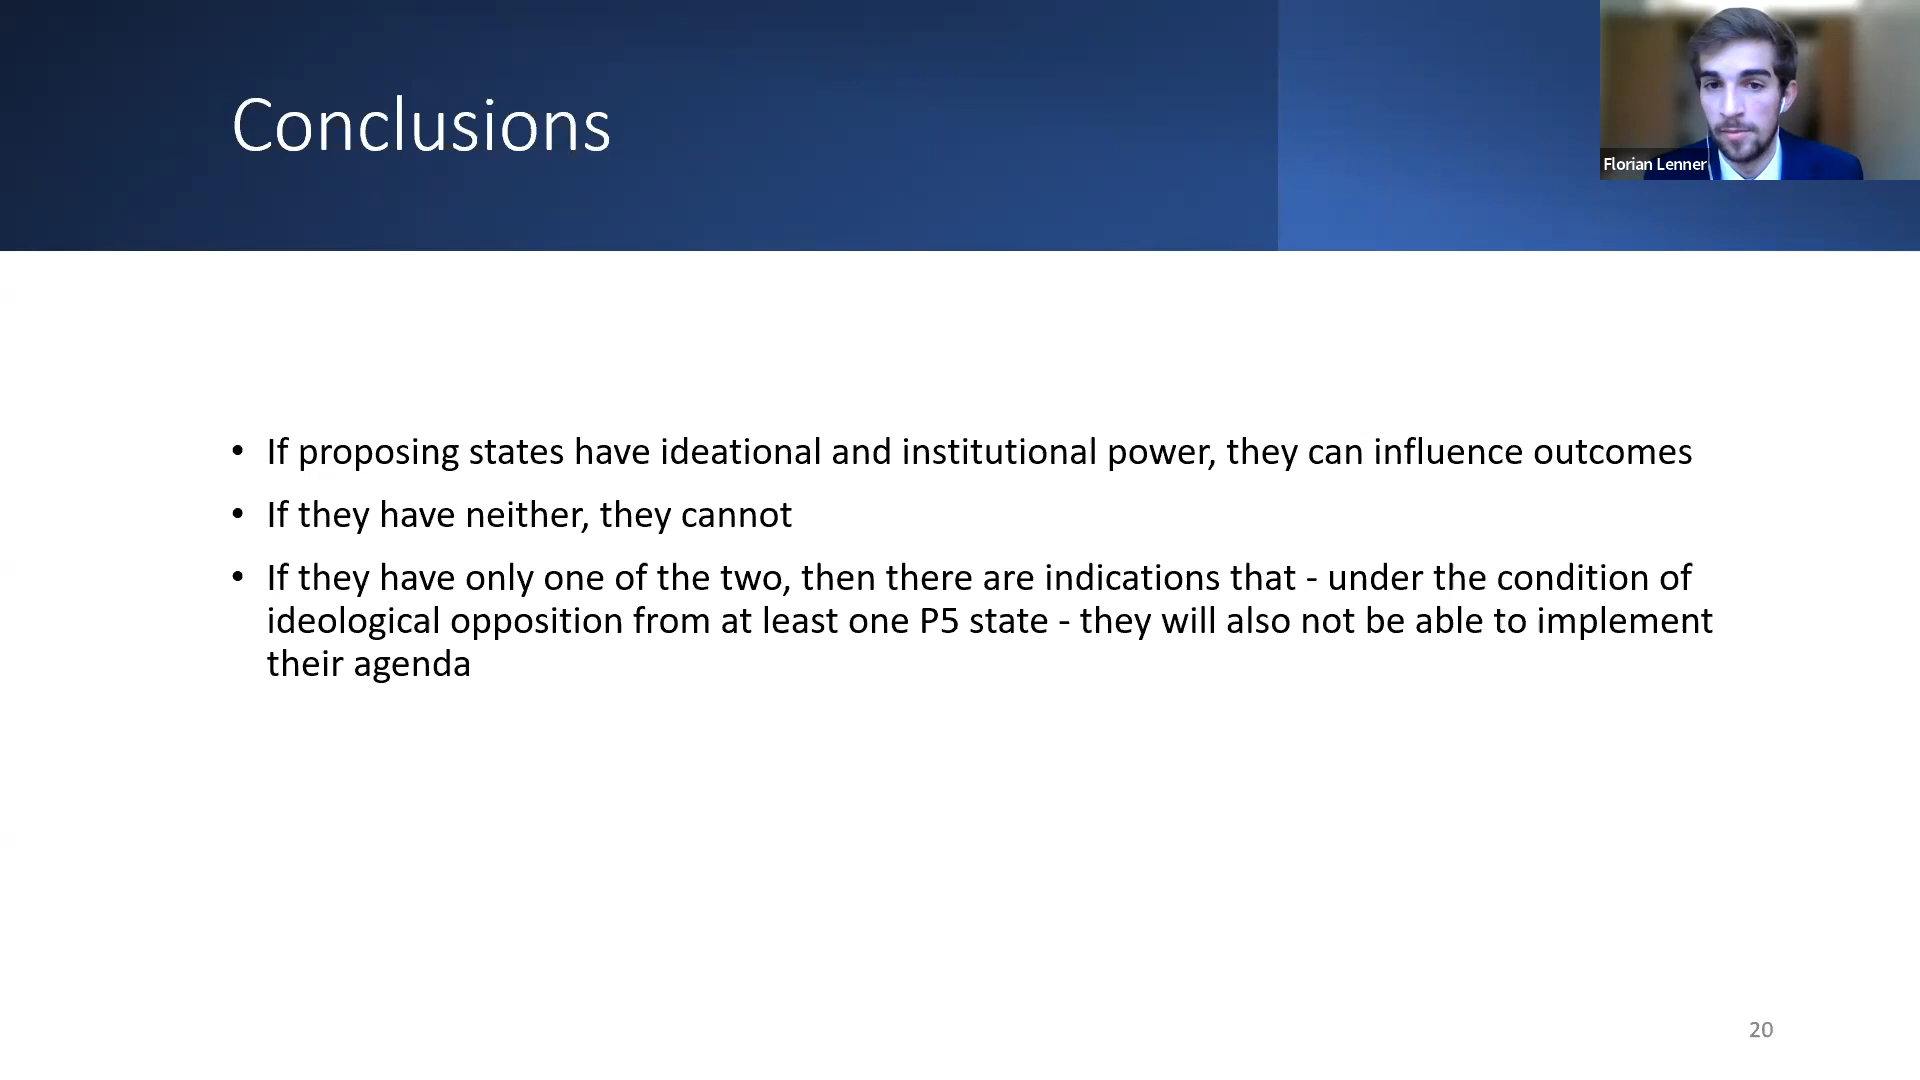 Conclusions
Florian Lenner
• If proposing states have ideational and institutional power, they can influence outcomes
• If they have neither, they cannot
• If they have only one of the two, then there are indications that - under the condition of
ideological opposition from at least one P5 state - they will also not be able to implement
their agenda
20